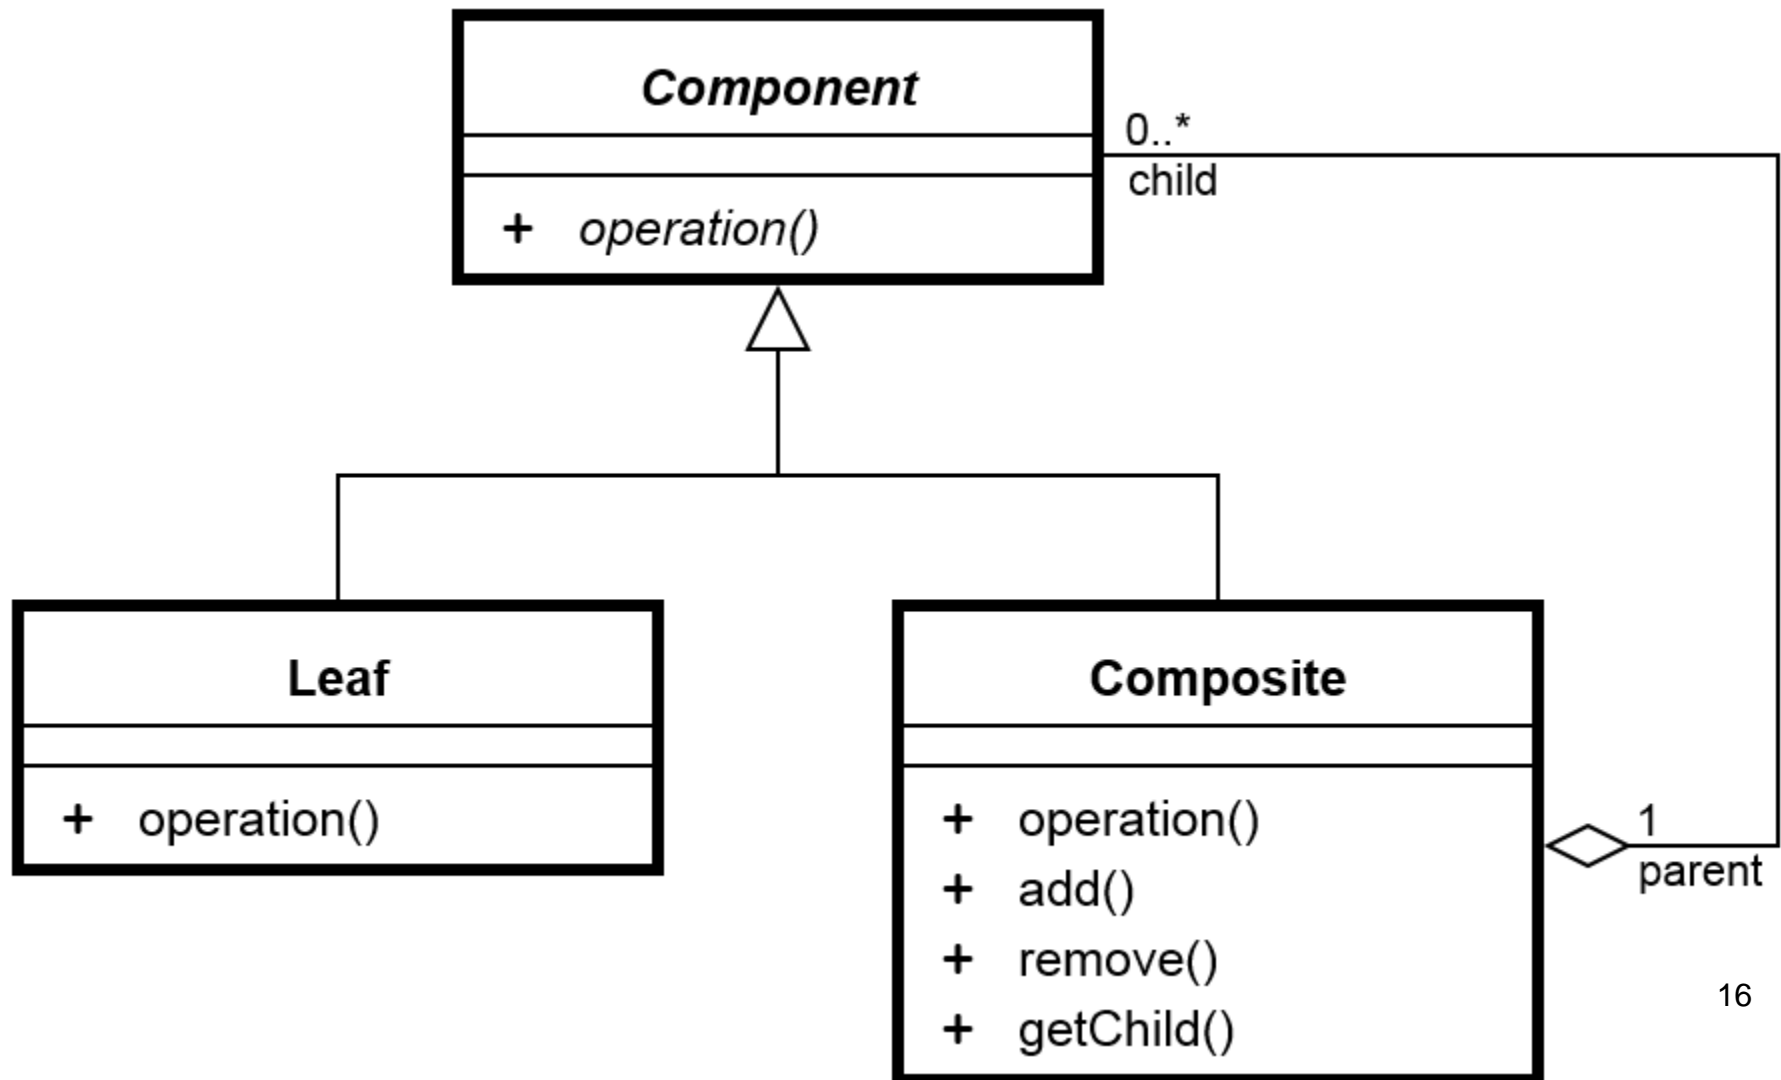 Component
0..*
child
+ operation()
Leaf
+ operation()
Composite
+ operation()
+ add()
+ remove()
+ getChild()
1
parent
16